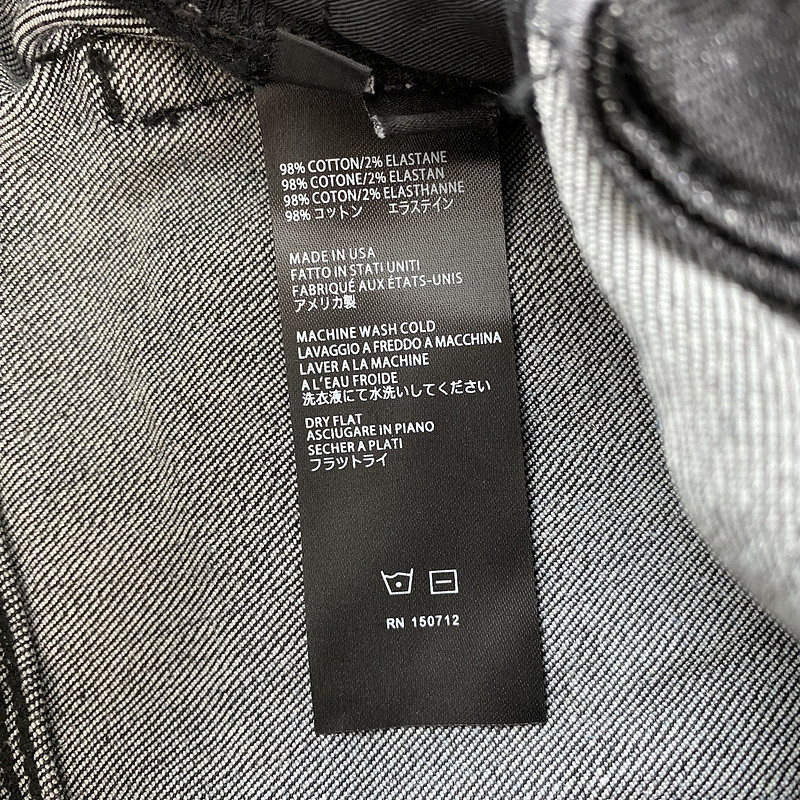 98% COTTON/2% ELASTANE
98% COTONE/2% ELASTAN
98% COTON/2% ELASTHANNE
98% コットン エラステイン
MADE IN USA
FATTO IN STATI UNITI
FABRIQUÉ AUX ÉTATS-UNIS
アメリカ製
MACHINE WASH COLD
LAVAGGIO A FREDDO A MACCHINA
LAVER A LA MACHINE
A L'EAU FROIDE
洗衣液にて水洗いしてください
DRY FLAT
ASCIUGARE IN PIANO
SECHER A PLATI
フラツトライ
RN 150712